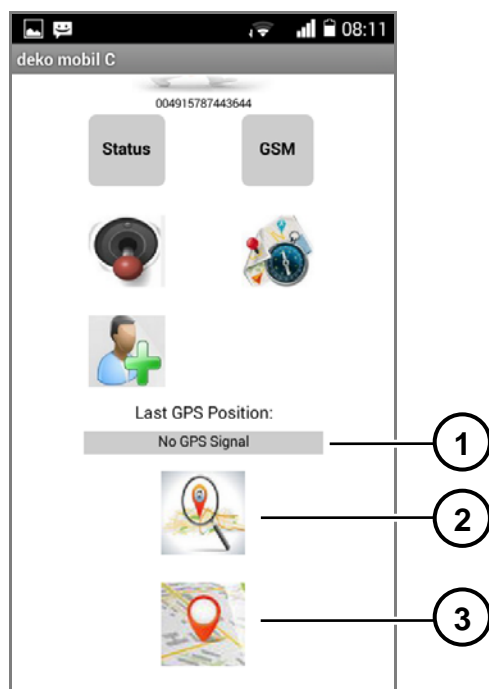 08:11
deko mobil C
004915787443644
Status GSM
Last GPS Position:
No GPS Signal 1
2
3